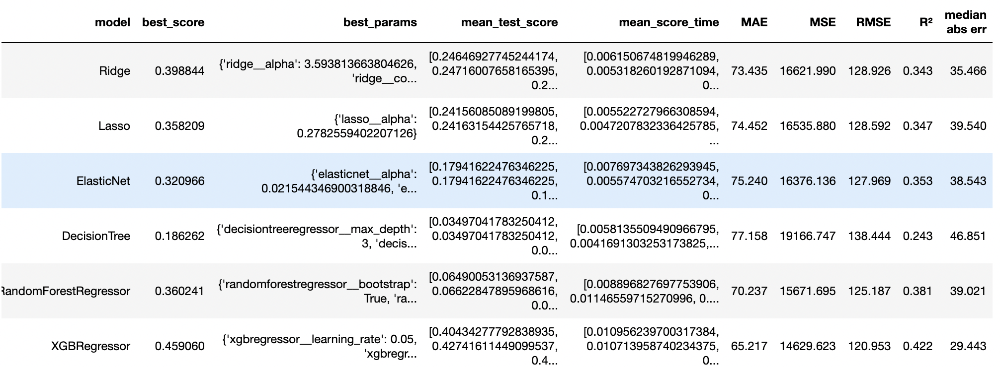 model best_score best_params mean_test_score mean_score_time MAE MSE RMSE R² median abs err
Ridge 0.398844 {'ridge__alpha': 3.593813663804626, 'ridge__co... [0.24646927745244174, 0.24716007658165395, 0.2... [0.006150674819946289, 0.005318260192871094, 0... 73.435 16621.990 128.926 0.343 35.466
Lasso 0.358209 {'lasso__alpha': 0.2782559402207126} [0.24156085089199805, 0.24163154425765718, 0.2... [0.005522727966308594, 0.0047207832336425785, ... 74.452 16535.880 128.592 0.347 39.540
ElasticNet 0.320966 {'elasticnet__alpha': 0.021544346900318846, 'e... [0.17941622476346225, 0.17941622476346225, 0.1... [0.007697343826293945, 0.005574703216552734, 0... 75.240 16376.136 127.969 0.353 38.543
DecisionTree 0.186262 {'decisiontreeregressor__max_depth': 3, 'decis... [0.03497041783250412, 0.03497041783250412, 0.0... [0.0058135509490966795, 0.0041691303253173825,... 77.158 19166.747 138.444 0.243 46.851
RandomForestRegressor 0.360241 {'randomforestregressor__bootstrap': True, 'ra... [0.06490053136937587, 0.06622847895968616, 0.0... [0.008896827697753906, 0.01146559715270996, 0.... 70.237 15671.695 125.187 0.381 39.021
XGBRegressor 0.459060 {'xgbregressor__learning_rate': 0.05, 'xgbregr... [0.40434277792838935, 0.42741611449099537, 0.4... [0.010956239700317384, 0.010713958740234375, 0... 65.217 14629.623 120.953 0.422 29.443